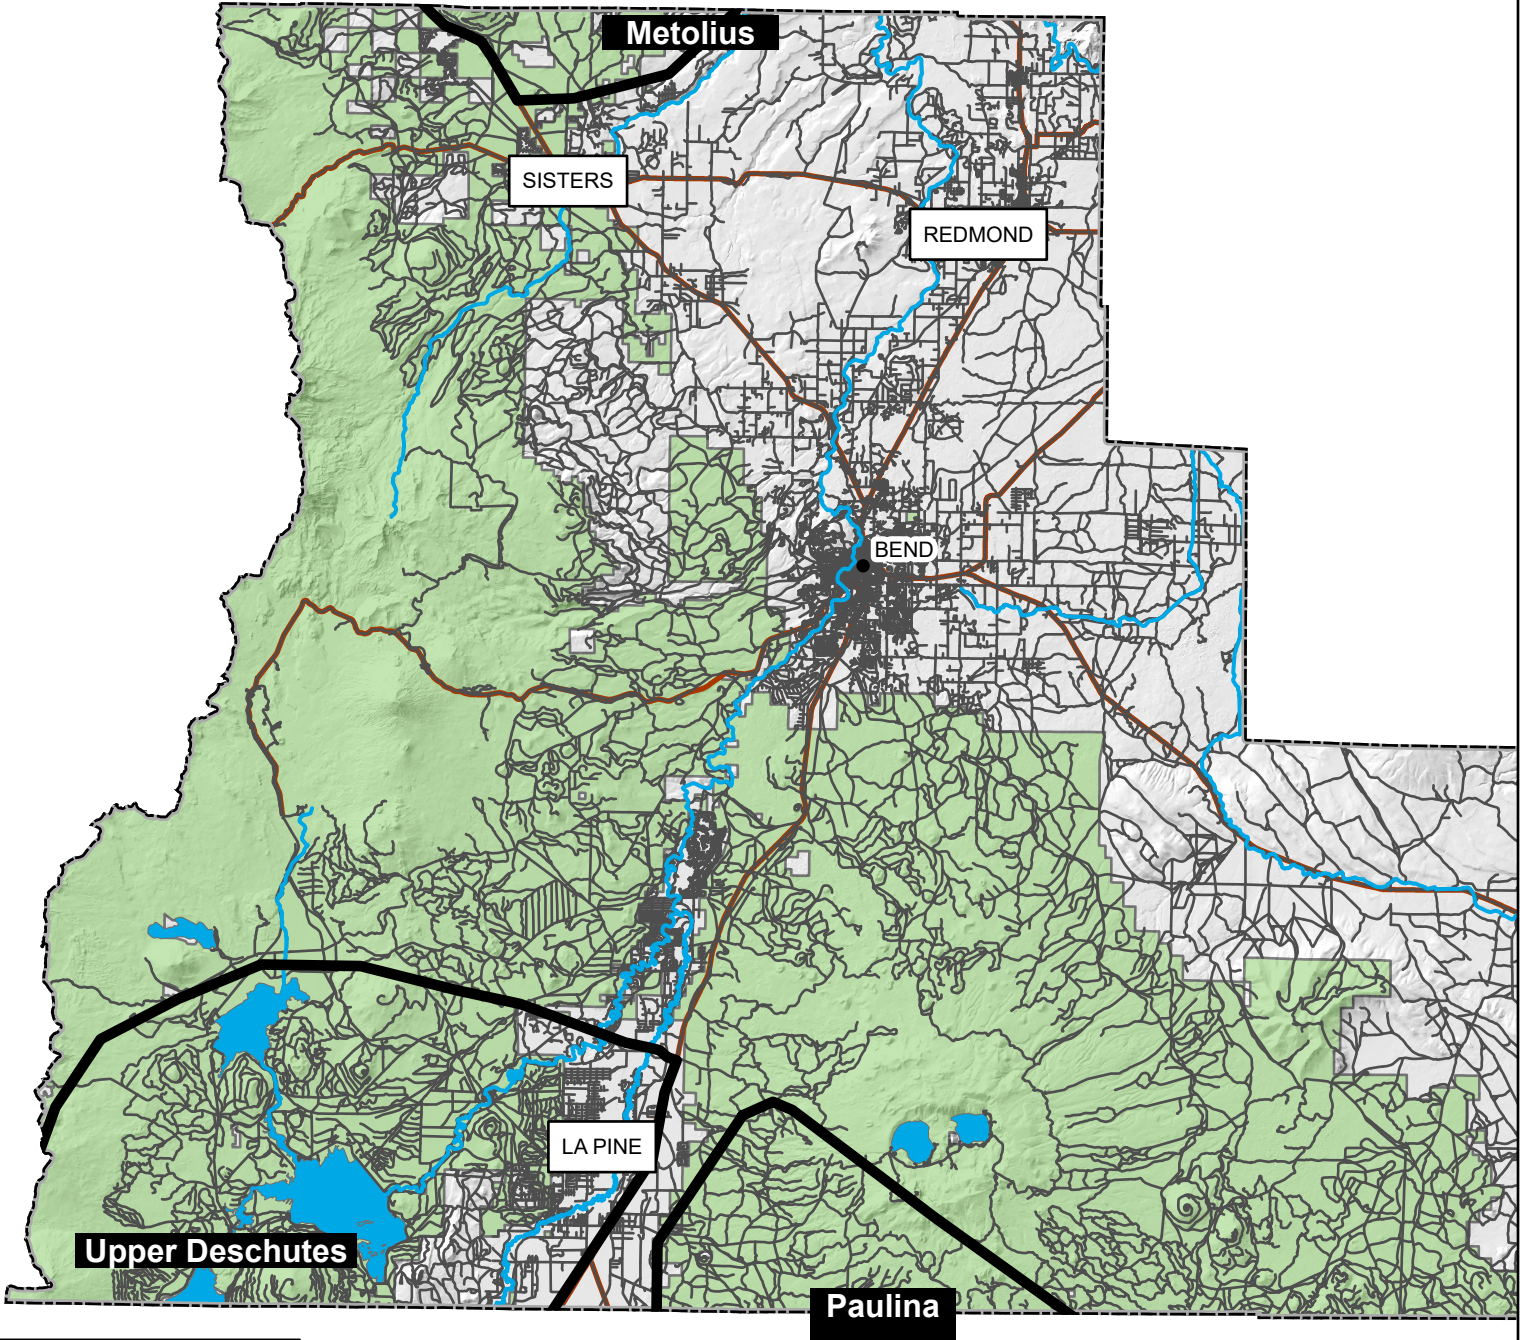 Metolius
SISTERS
REDMOND
BEND
LA PINE
Upper Deschutes
Paulina